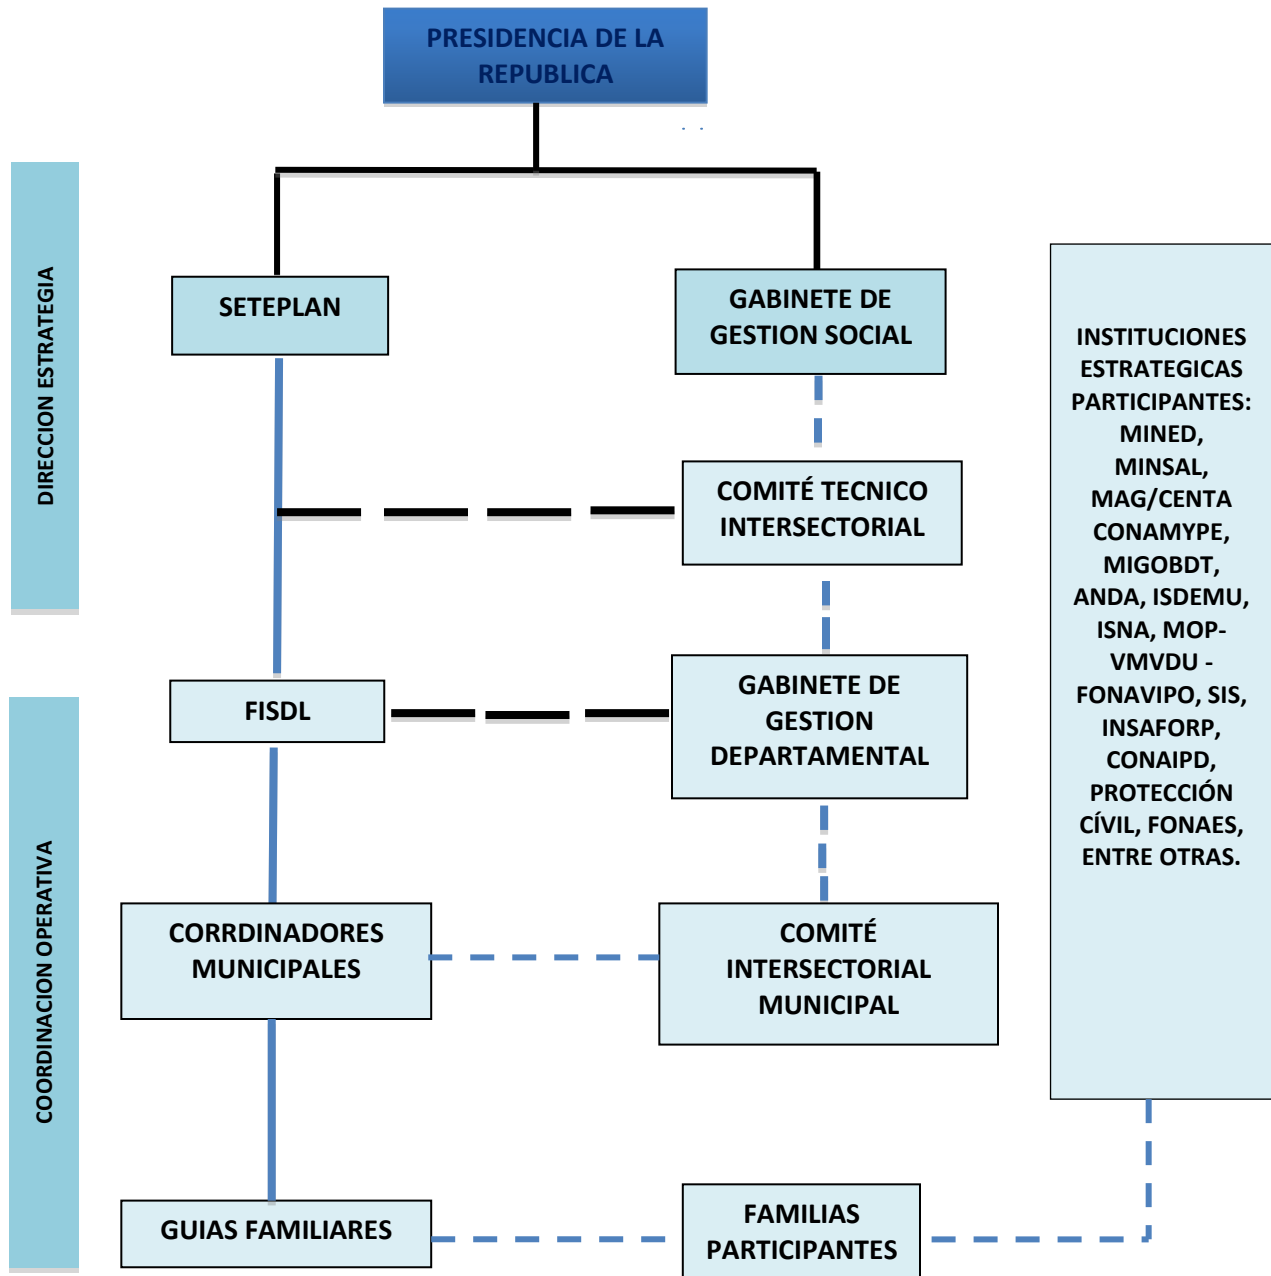 PRESIDENCIA DE LA
REPUBLICA
DIRECCION ESTRATEGIA
SETEPLAN
GABINETE DE
GESTION SOCIAL
COMITÉ TECNICO
INTERSECTORIAL
COORDINACION OPERATIVA
FISDL
GABINETE DE
GESTION
DEPARTAMENTAL
CORRDINADORES
MUNICIPALES
COMITÉ
INTERSECTORIAL
MUNICIPAL
GUIAS FAMILIARES
FAMILIAS
PARTICIPANTES
INSTITUCIONES
ESTRATEGICAS
PARTICIPANTES:
MINED,
MINSAL,
MAG/CENTA
CONAMYPE,
MIGOBDT,
ANDA, ISDEMU,
ISNA, MOP-
VMVDU -
FONAVIPO, SIS,
INSAFORP,
CONAIPD,
PROTECCIÓN
CÍVIL, FONAES,
ENTRE OTRAS.